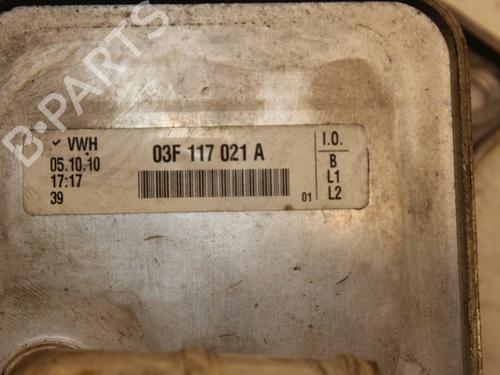 B-PARTS
✓ VWH
05.10.10
17:17
39
03F 117 021 A
01
I.O.
B
L1
L2